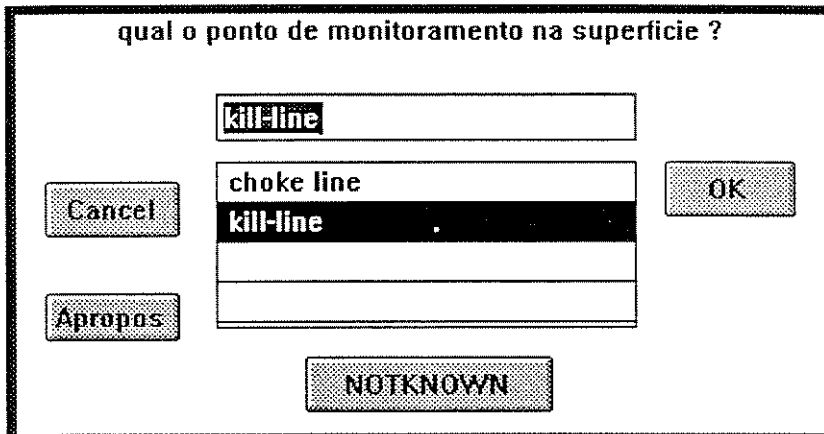 qual o ponto de monitoramento na superficie ?
kill-line
choke line
Cancel
OK
kill-line
Apropos
NOTKNOWN